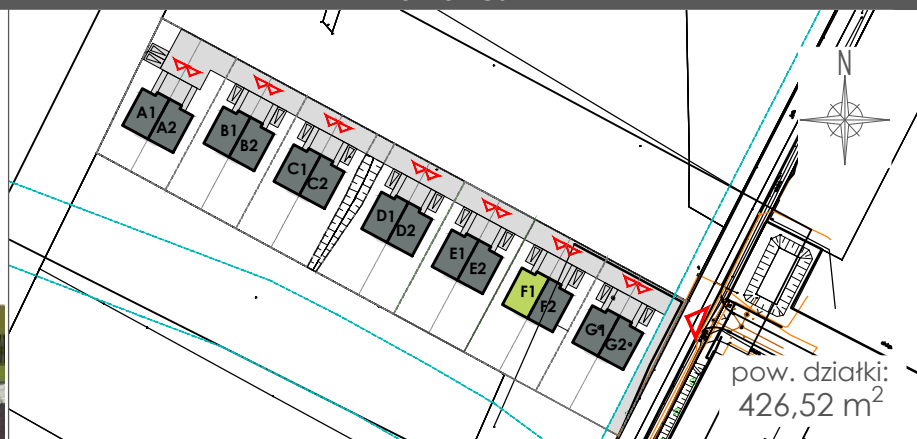 N
A1
A2
B1
B2
C1
C2
D1
D2
E1
E2
F1
F2
G1
G2
pow. działki:
426,52 m²